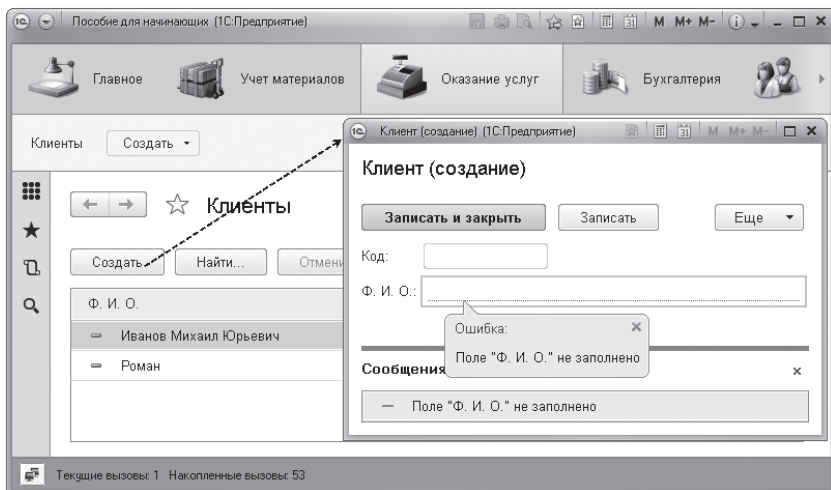 Пособие для начинающих (1С:Предприятие)
M M+ M-
Главное
Учет материалов
Оказание услуг
Бухгалтерия
Клиенты
Создать
Клиенты
Создать
Найти...
Отмени
Ф. И. О.
Иванов Михаил Юрьевич
Роман
Клиент (создание) (1С:Предприятие)
M M+ M-
Клиент (создание)
Записать и закрыть
Записать
Еще
Код:
Ф. И. О.:
Ошибка:
Поле "Ф. И. О." не заполнено
Сообщения
Поле "Ф. И. О." не заполнено
Текущие вызовы: 1 Накопленные вызовы: 53